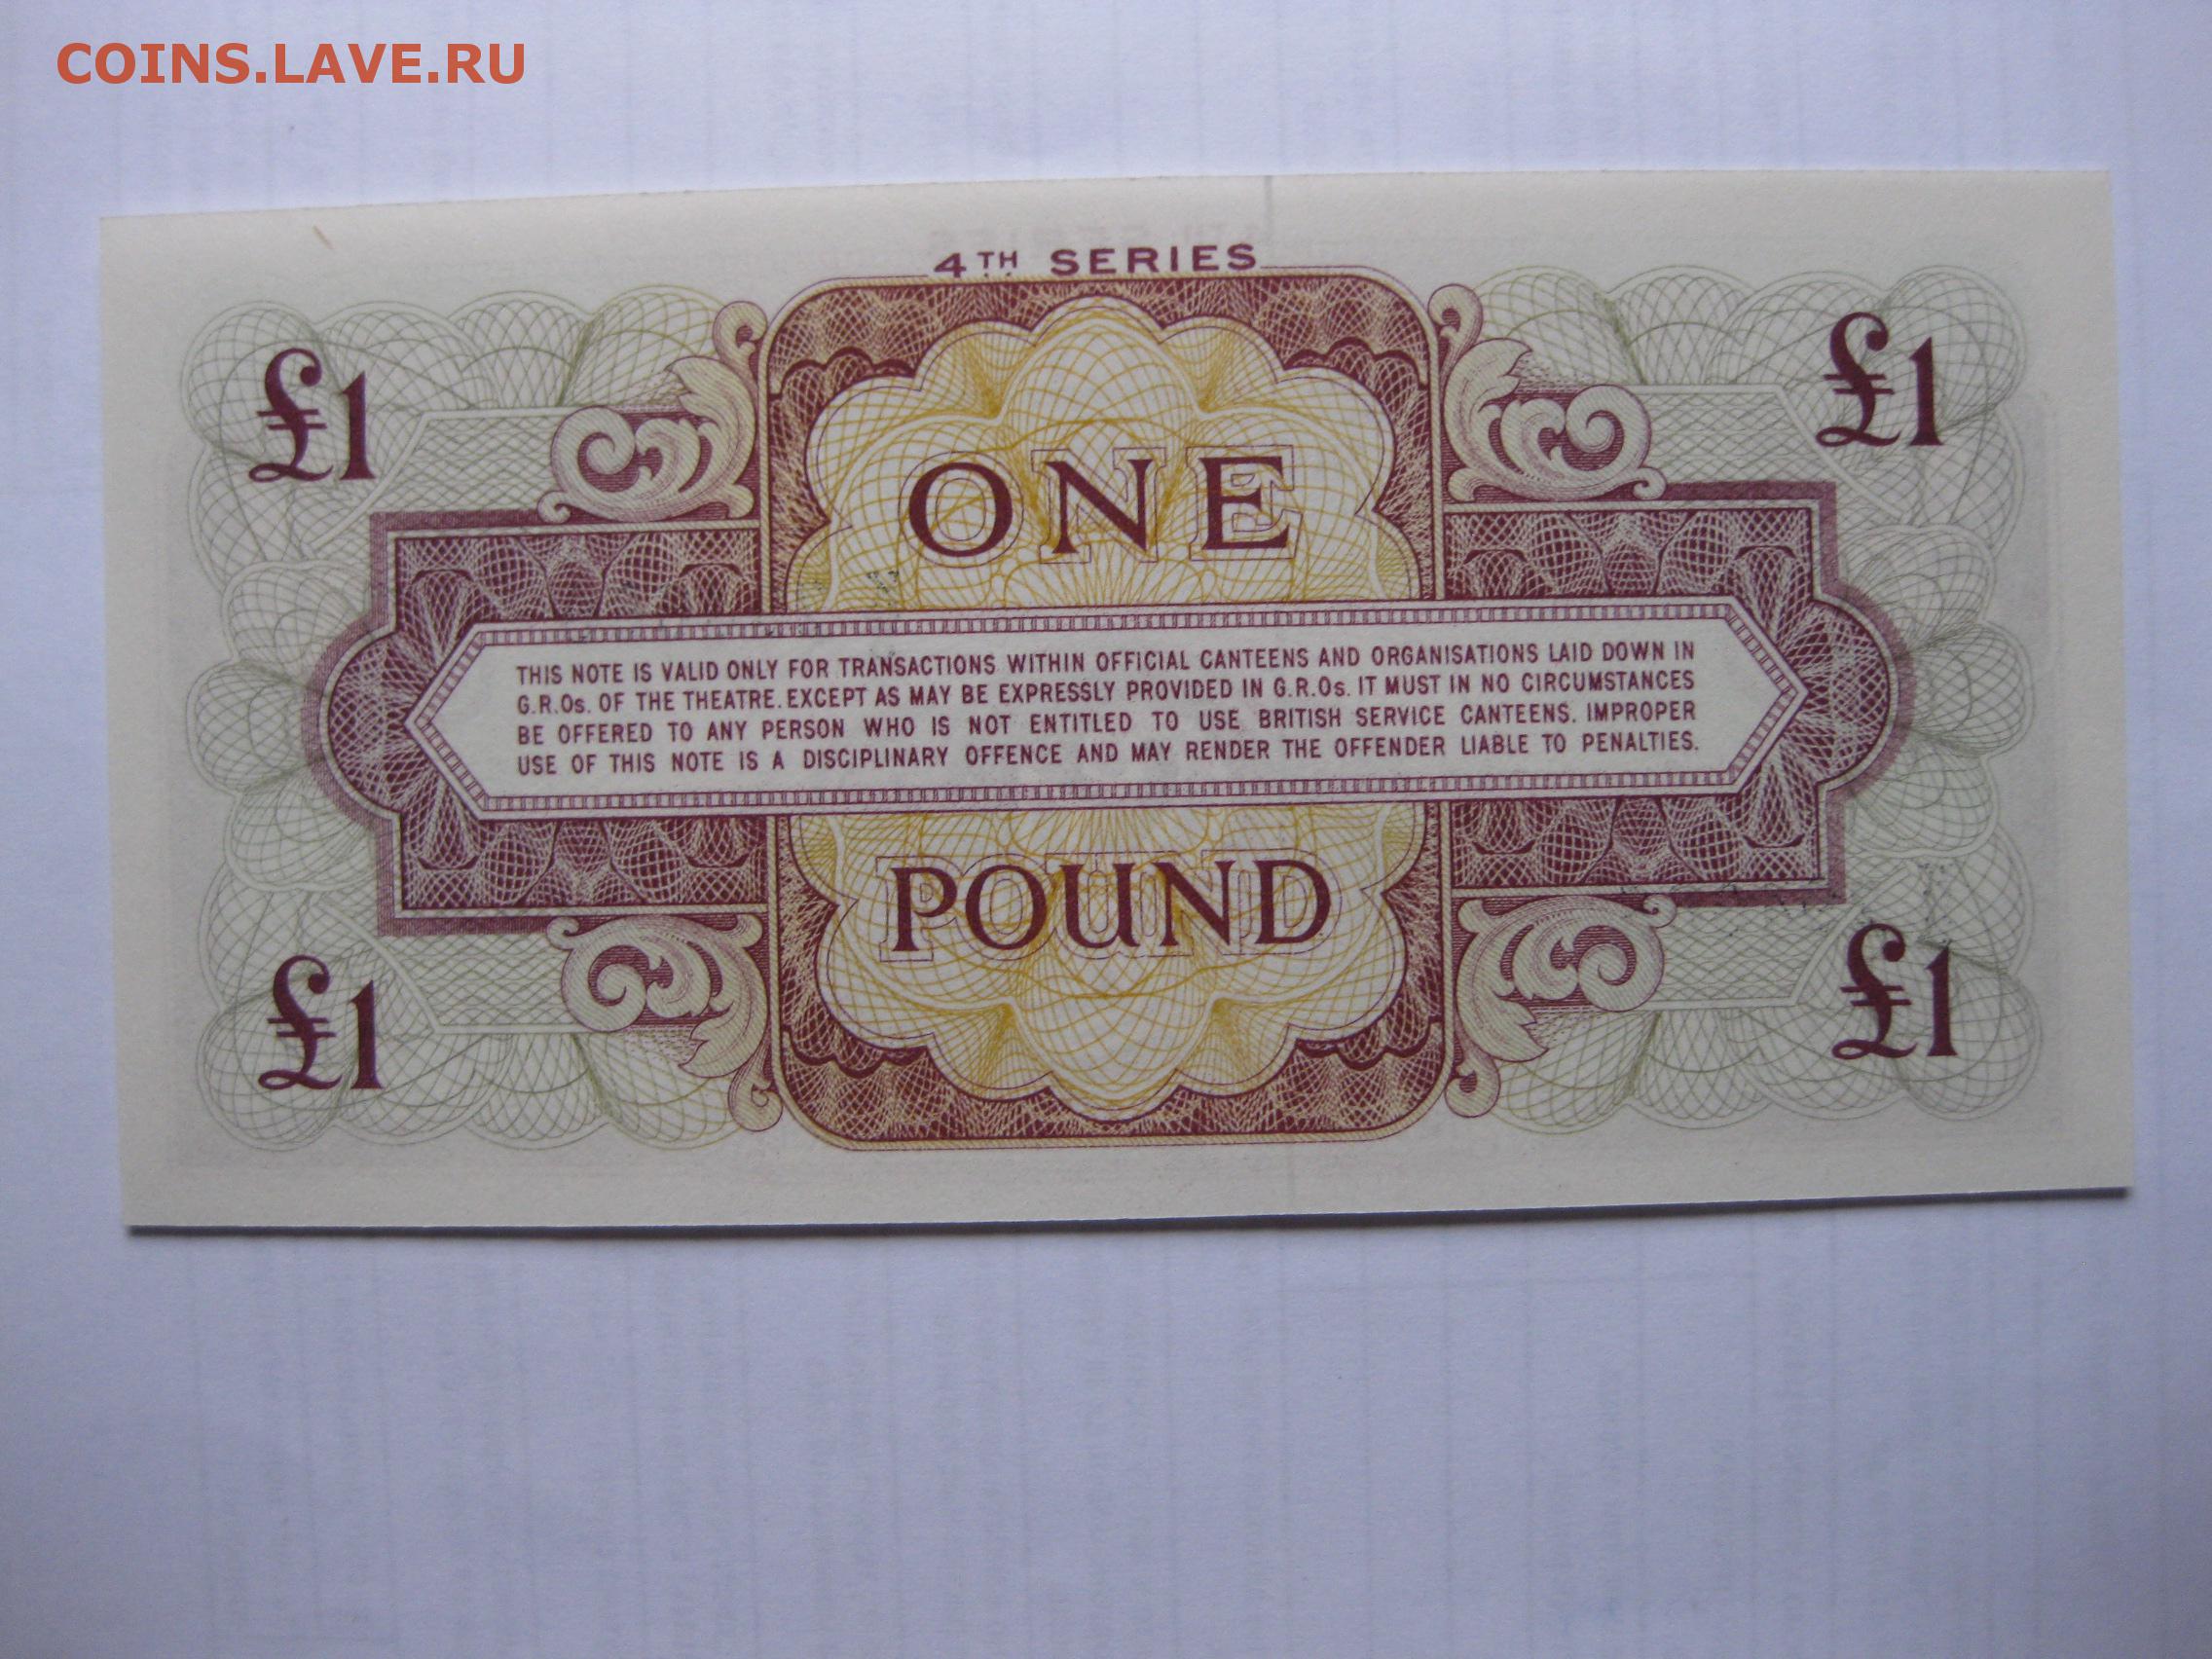 COINS.LAVE.RU
4TH SERIES
£1 £1
ONE
THIS NOTE IS VALID ONLY FOR TRANSACTIONS WITHIN OFFICIAL CANTEENS AND ORGANISATIONS LAID DOWN IN
G.R.Os. OF THE THEATRE. EXCEPT AS MAY BE EXPRESSLY PROVIDED IN G.R.Os. IT MUST IN NO CIRCUMSTANCES
BE OFFERED TO ANY PERSON WHO IS NOT ENTITLED TO USE BRITISH SERVICE CANTEENS. IMPROPER
USE OF THIS NOTE IS A DISCIPLINARY OFFENCE AND MAY RENDER THE OFFENDER LIABLE TO PENALTIES.
POUND
£1 £1